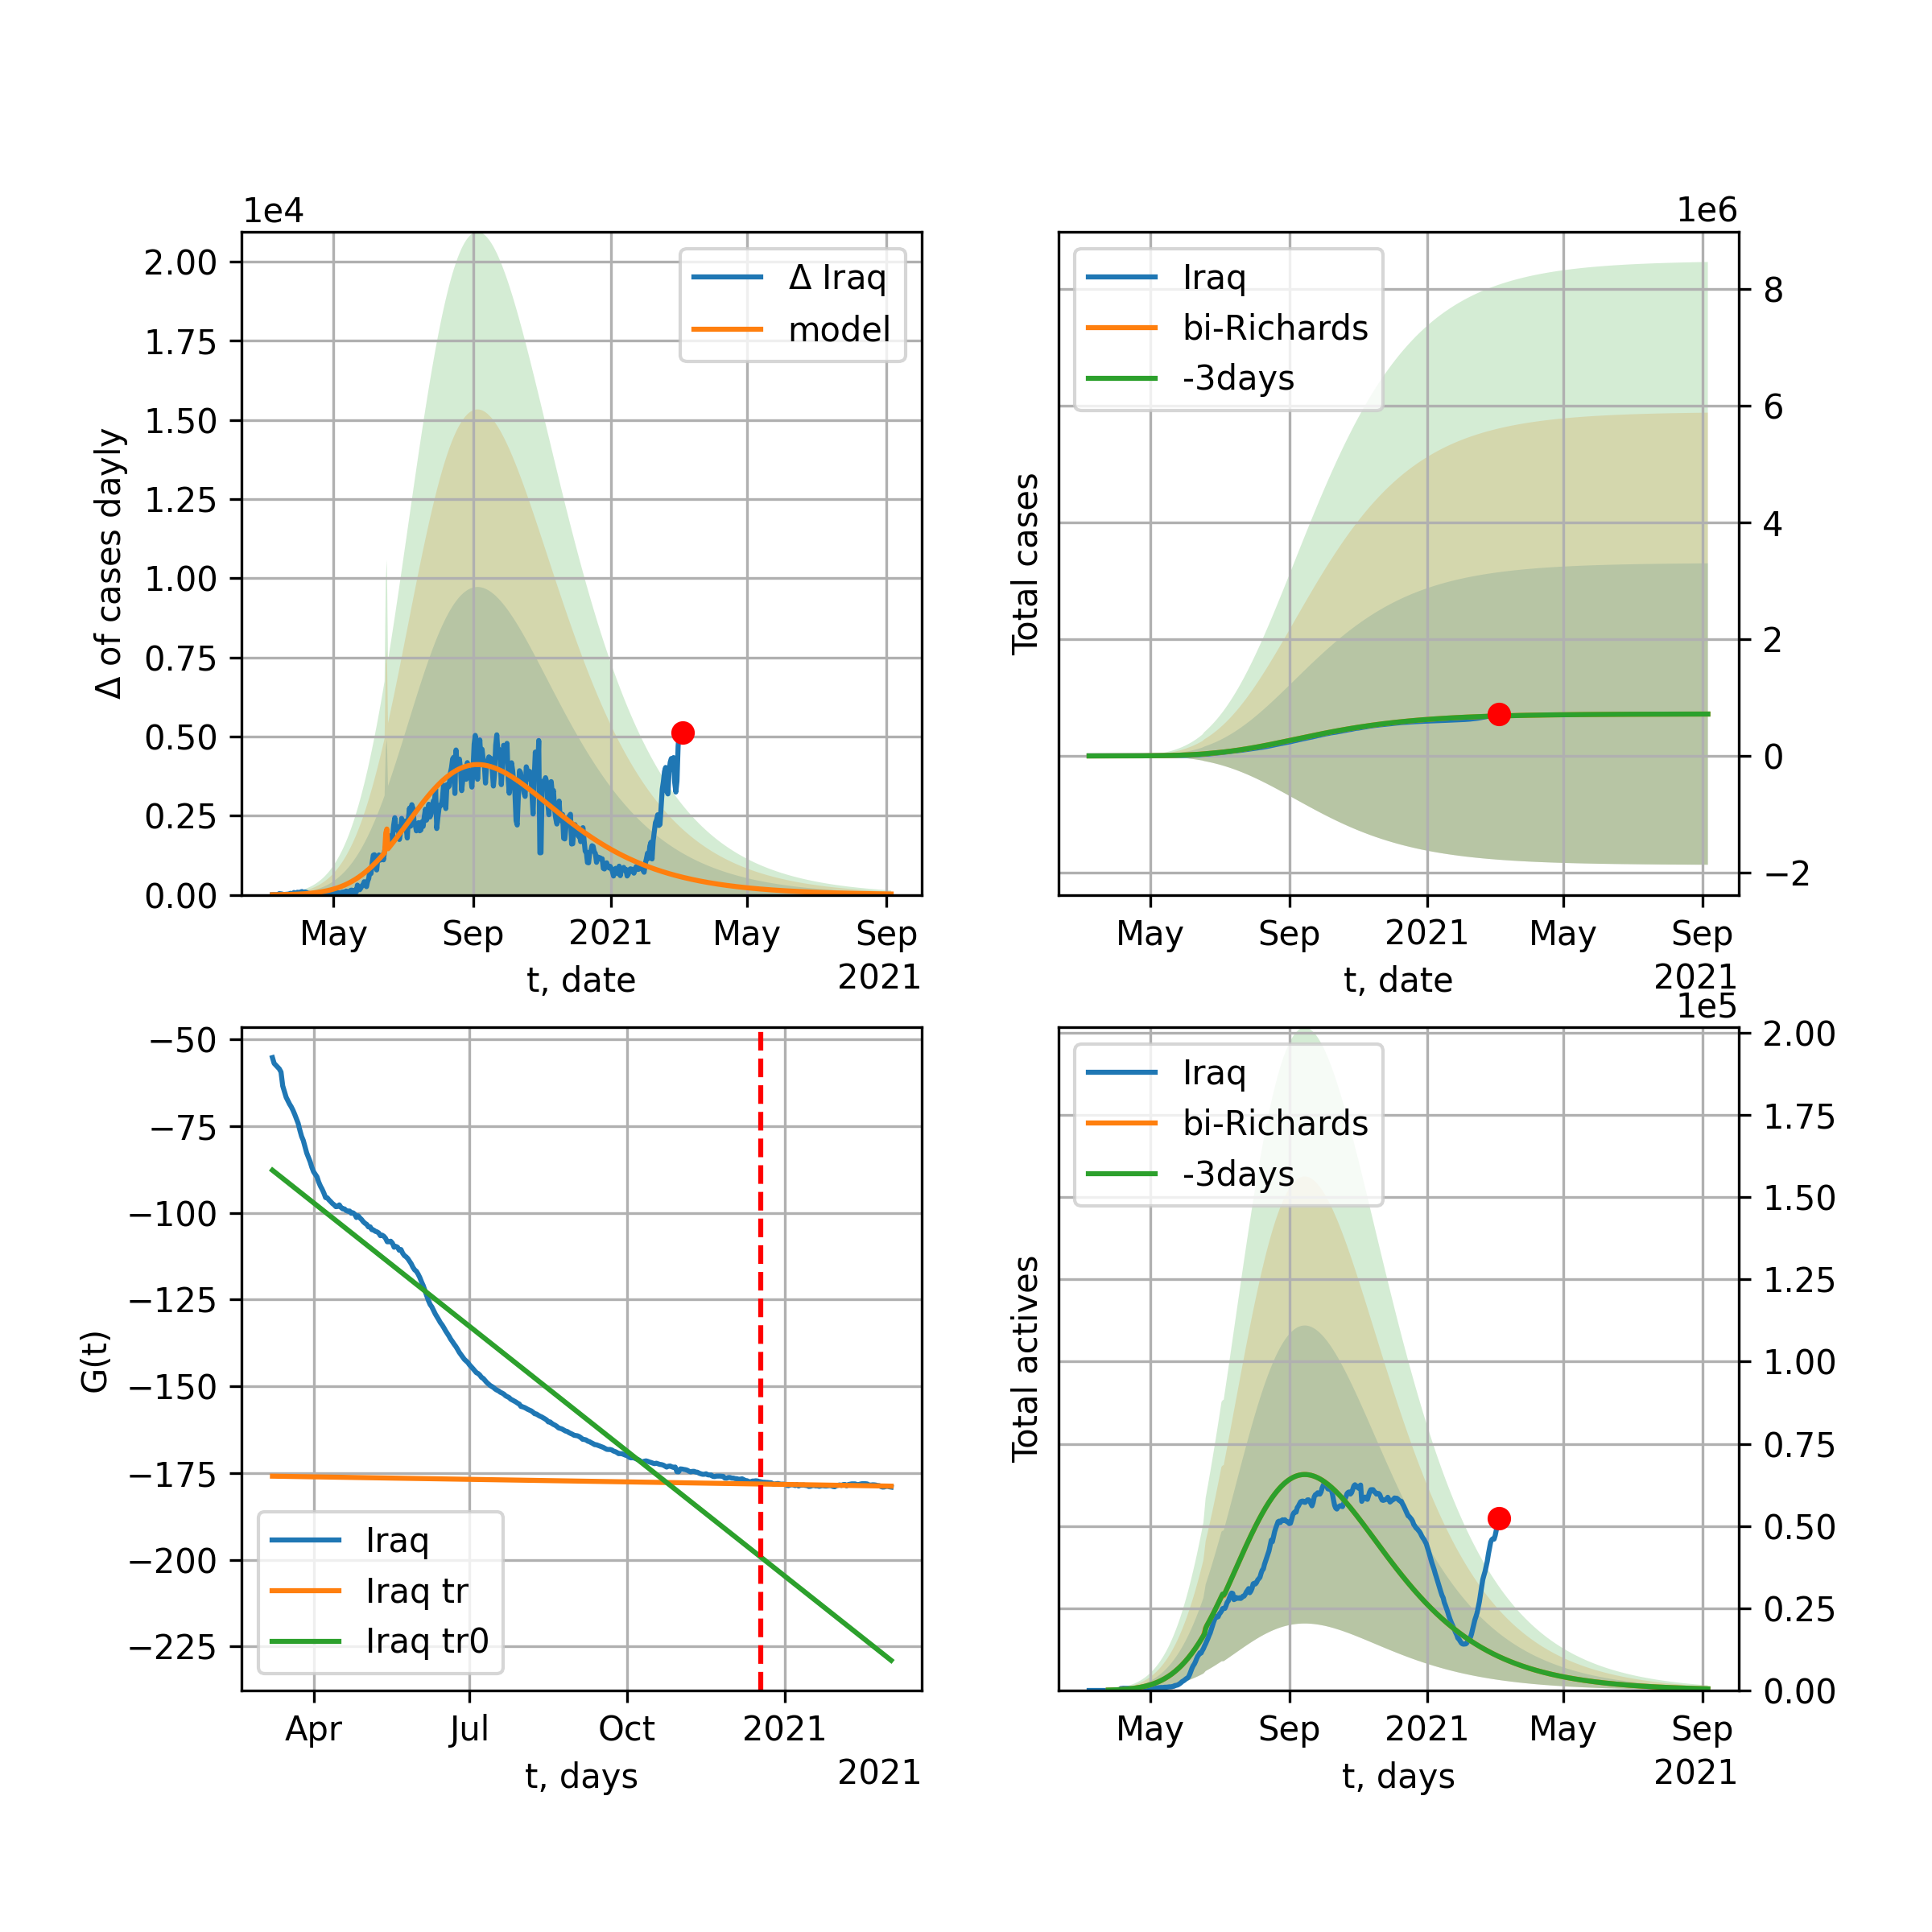 1e4
2.00
1.75
1.50
1.25
1.00
0.75
0.50
0.25
0.00
Δ of cases dayly
Δ Iraq
model
May
Sep
2021
May
Sep
t, date
2021
1e6
8
6
4
2
0
−2
Total cases
Iraq
bi-Richards
-3days
May
Sep
2021
May
Sep
t, date
2021
−50
−75
−100
−125
−150
−175
−200
−225
G(t)
Iraq
Iraq tr
Iraq tr0
Apr
Jul
Oct
2021
t, days
2021
1e5
2.00
1.75
1.50
1.25
1.00
0.75
0.50
0.25
0.00
Total actives
Iraq
bi-Richards
-3days
May
Sep
2021
May
Sep
t, days
2021